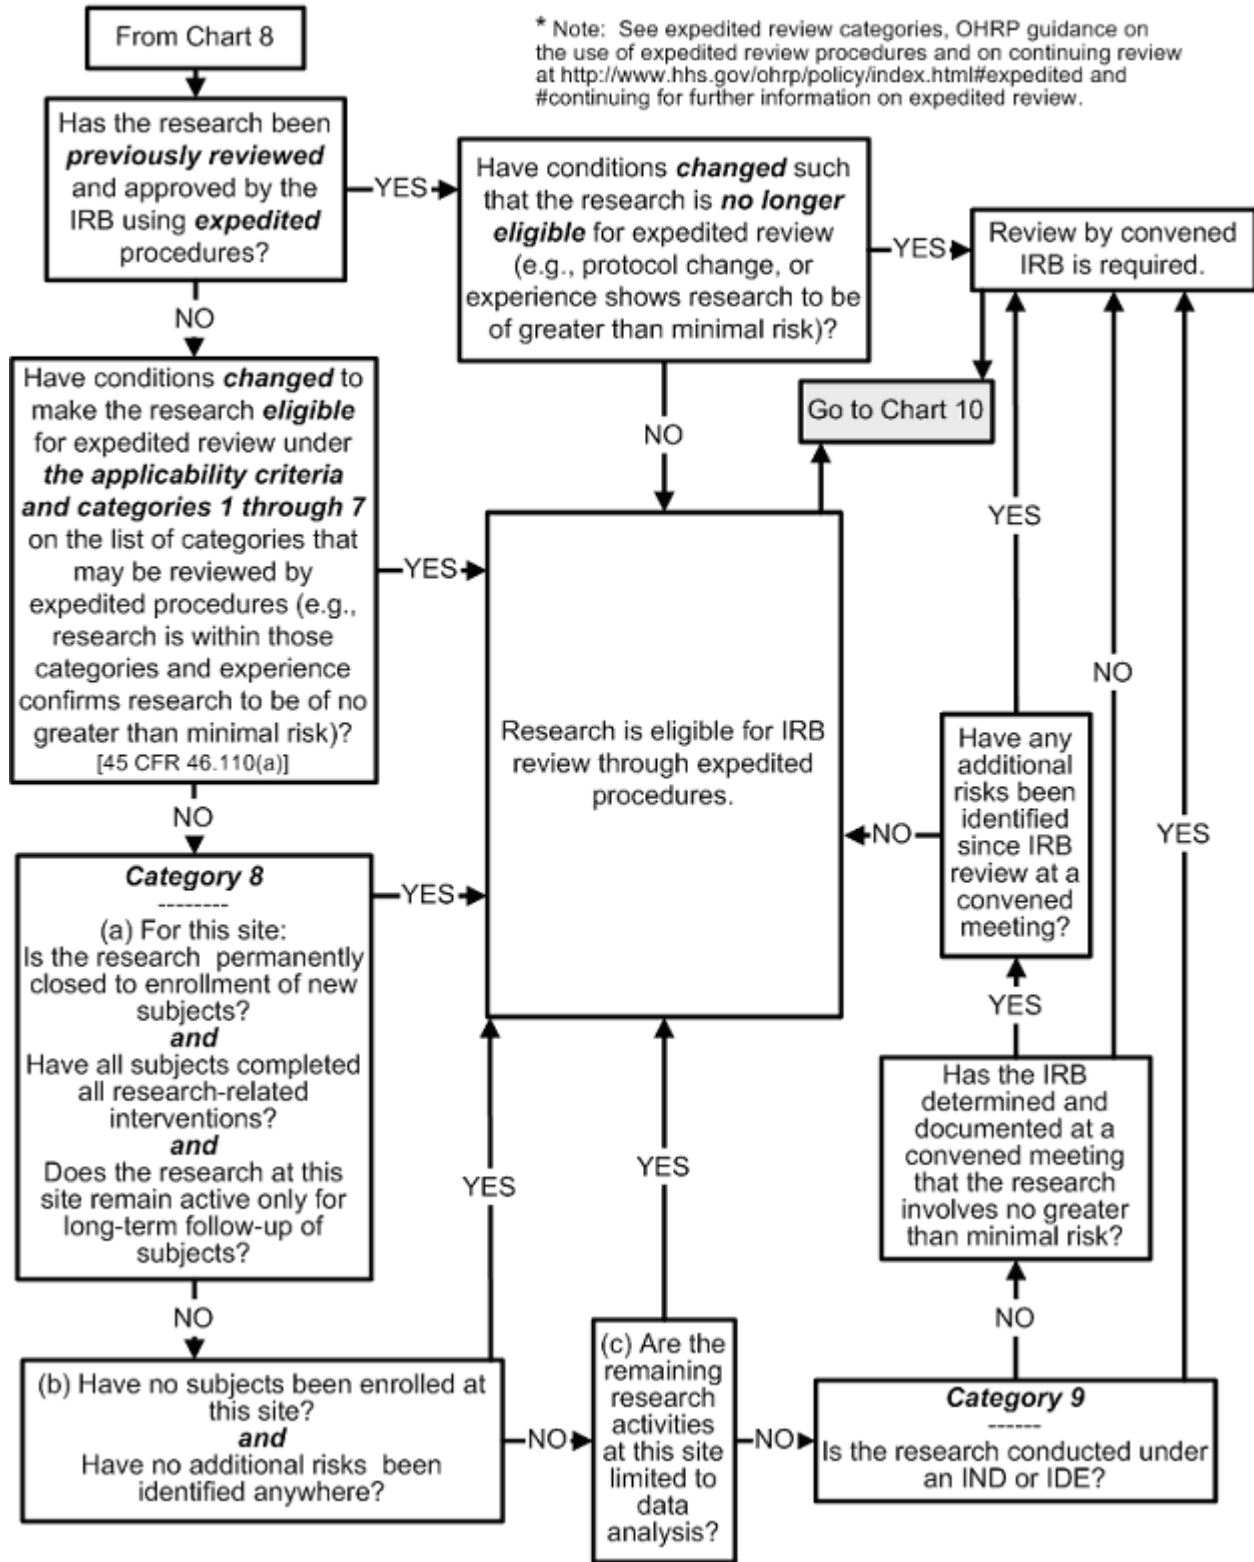 From Chart 8
* Note: See expedited review categories, OHRP guidance on
the use of expedited review procedures and on continuing review
at http://www.hhs.gov/ohrp/policy/index.html#expedited and
#continuing for further information on expedited review.
Has the research been
previously reviewed
and approved by the
IRB using expedited
procedures?
YES
Have conditions changed such
that the research is no longer
eligible for expedited review
(e.g., protocol change, or
experience shows research to be
of greater than minimal risk)?
YES
Review by convened
IRB is required.
NO
Go to Chart 10
NO
Have conditions changed to
make the research eligible
for expedited review under
the applicability criteria
and categories 1 through 7
on the list of categories that
may be reviewed by
expedited procedures (e.g.,
research is within those
categories and experience
confirms research to be of no
greater than minimal risk)?
[45 CFR 46.110(a)]
YES
Research is eligible for IRB
review through expedited
procedures.
YES
NO
YES
Have any
additional
risks been
identified
since IRB
review at a
convened
meeting?
NO
NO
Category 8
--------
(a) For this site:
Is the research permanently
closed to enrollment of new
subjects?
and
Have all subjects completed
all research-related
interventions?
and
Does the research at this
site remain active only for
long-term follow-up of
subjects?
YES
YES
YES
YES
Has the IRB
determined and
documented at a
convened meeting
that the research
involves no greater
than minimal risk?
NO
NO
(b) Have no subjects been enrolled at
this site?
and
Have no additional risks been
identified anywhere?
NO
(c) Are the
remaining
research
activities
at this site
limited to
data
analysis?
NO
Category 9
------
Is the research conducted under
an IND or IDE?